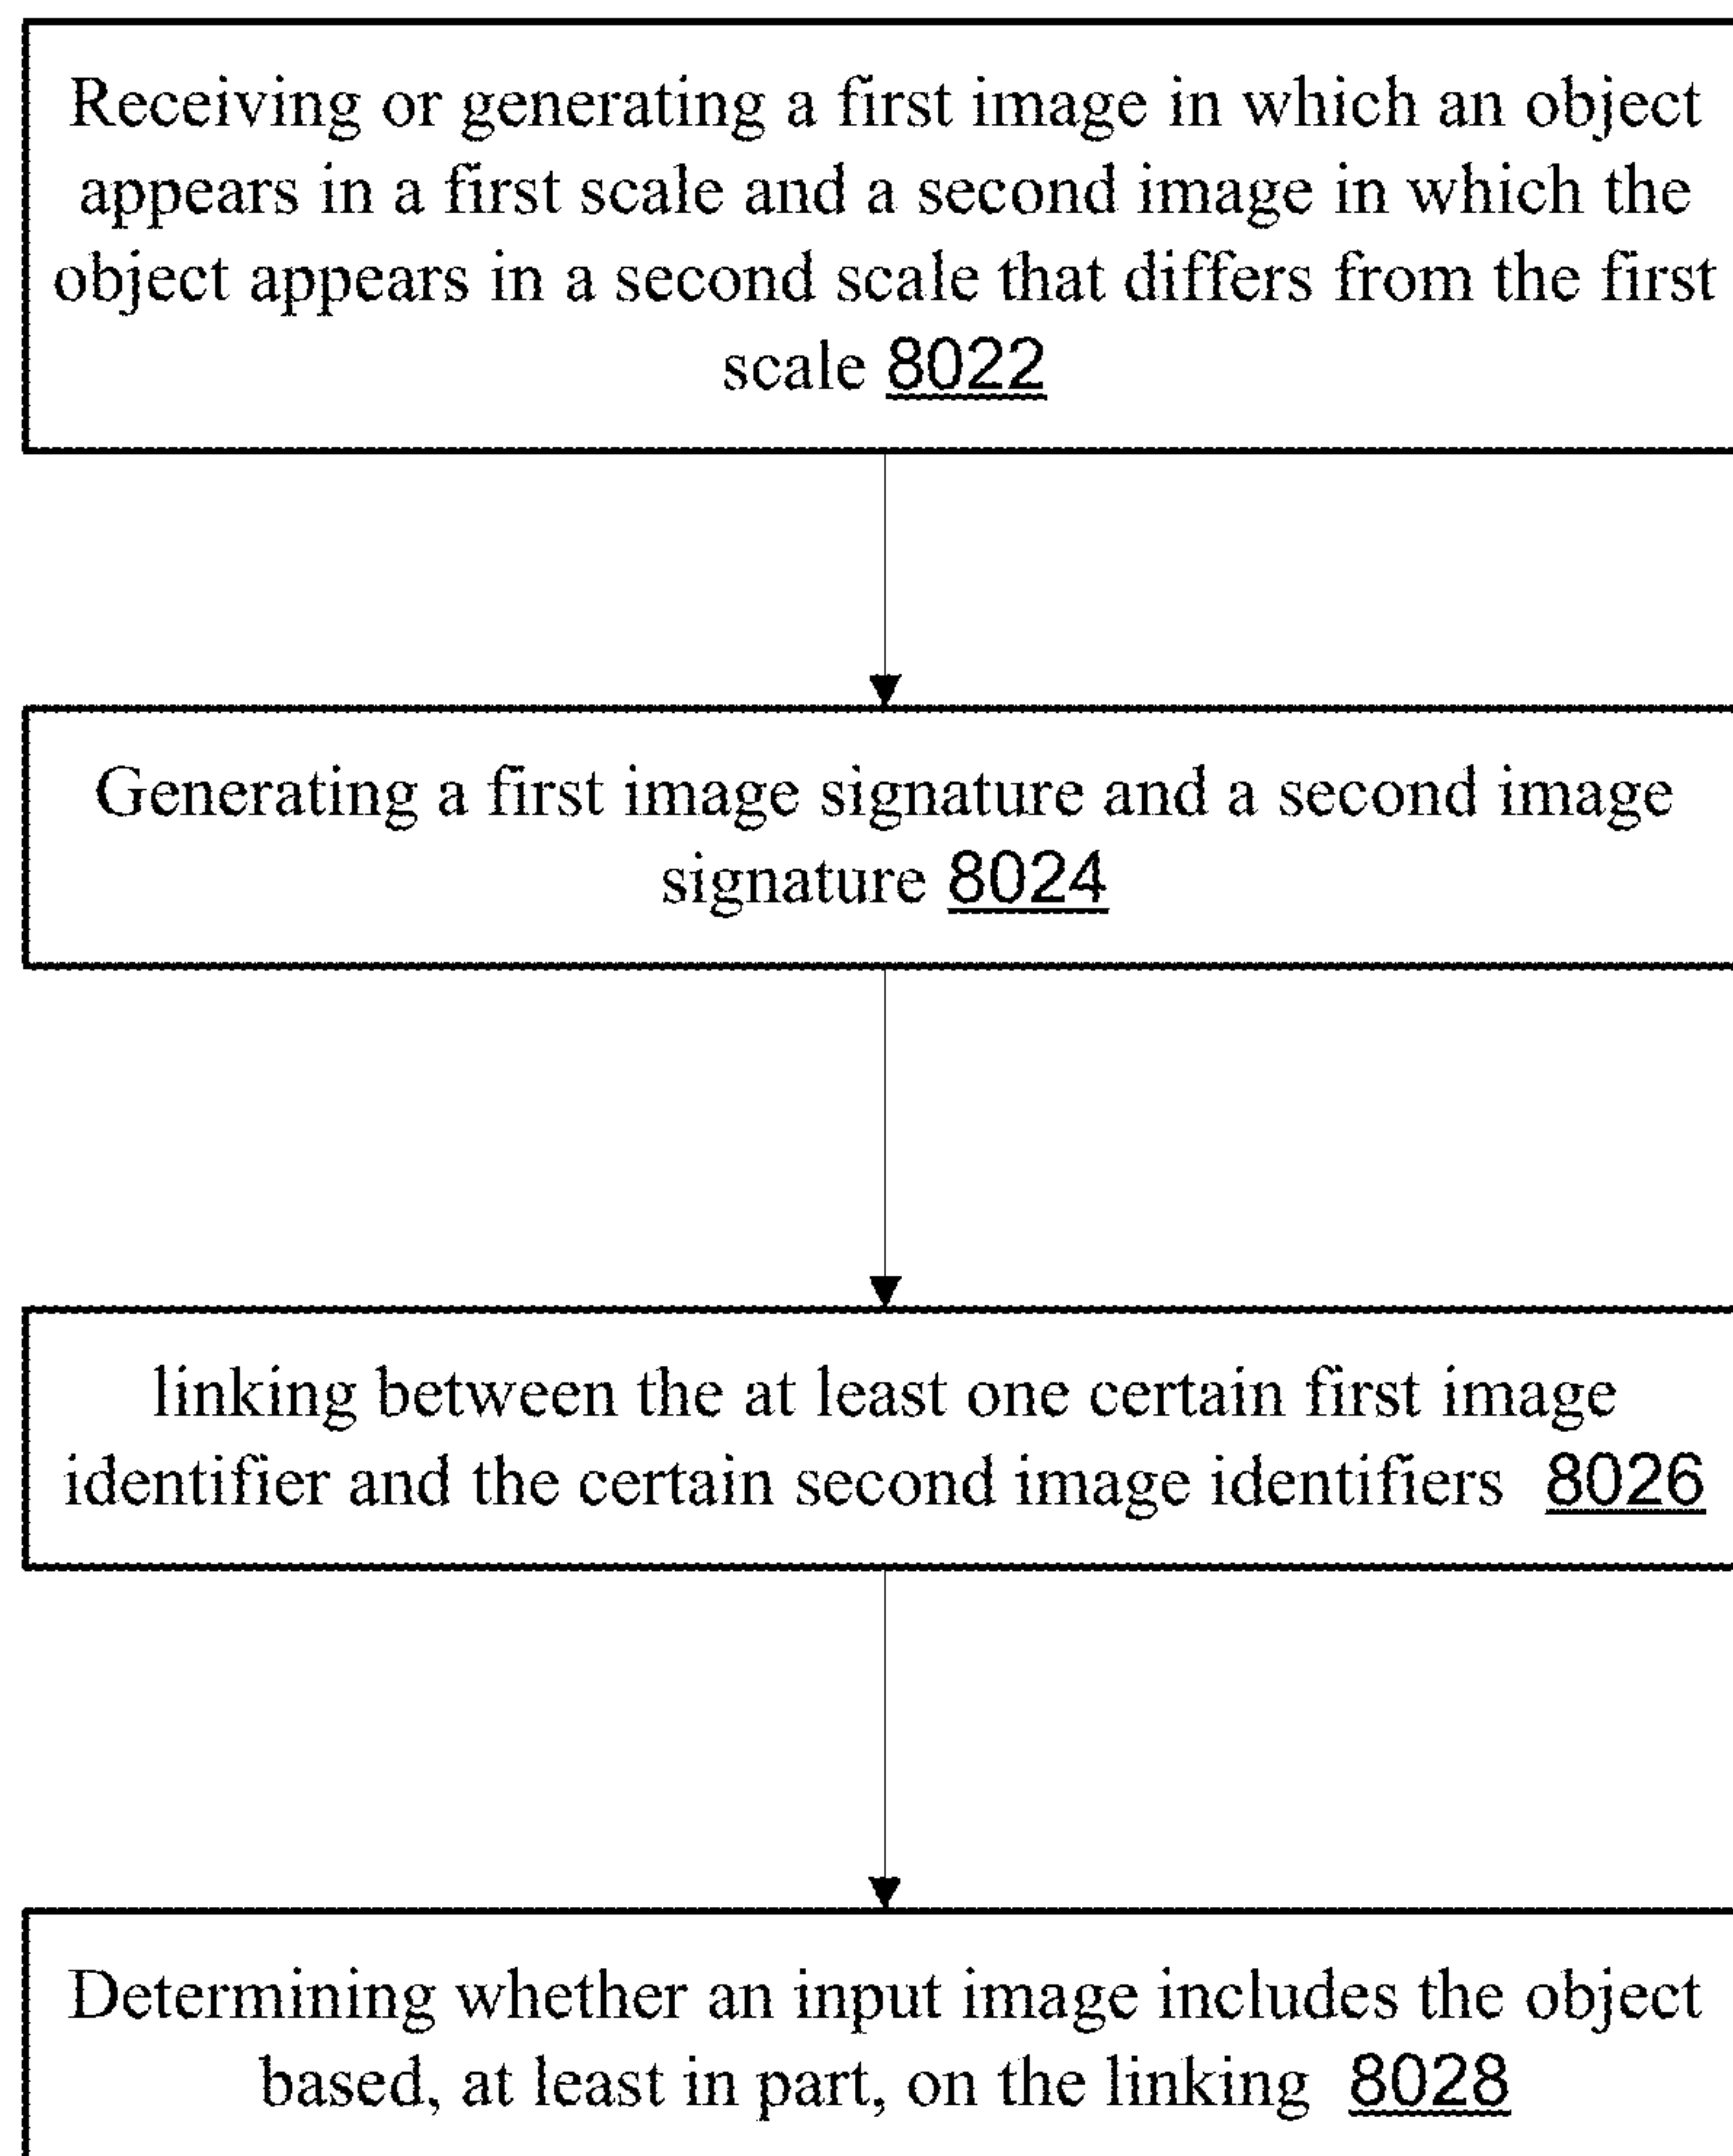 Receiving or generating a first image in which an object
appears in a first scale and a second image in which the
object appears in a second scale that differs from the first
scale 8022
Generating a first image signature and a second image
signature 8024
linking between the at least one certain first image
identifier and the certain second image identifiers 8026
Determining whether an input image includes the object
based, at least in part, on the linking 8028